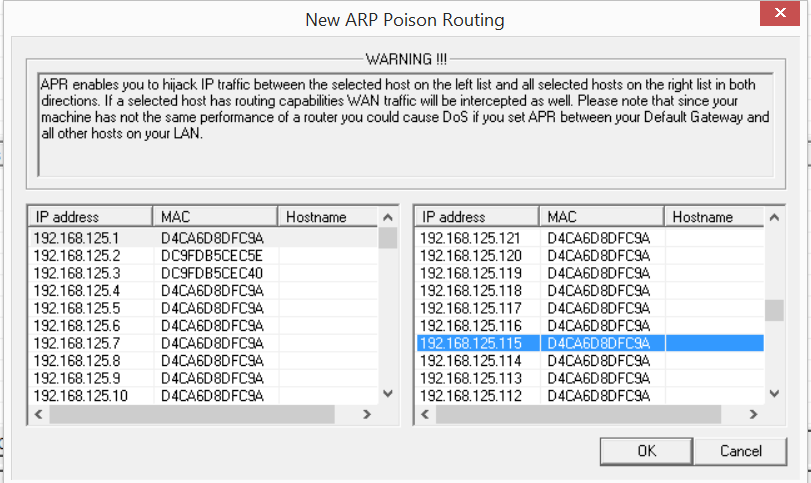 New ARP Poison Routing
WARNING !!!
APR enables you to hijack IP traffic between the selected host on the left list and all selected hosts on the right list in both
directions. If a selected host has routing capabilities WAN traffic will be intercepted as well. Please note that since your
machine has not the same performance of a router you could cause DoS if you set APR between your Default Gateway and
all other hosts on your LAN.
IP address MAC Hostname
192.168.125.1 D4CA6D8DFC9A
192.168.125.2 DC9FDB5CEC5E
192.168.125.3 DC9FDB5CEC40
192.168.125.4 D4CA6D8DFC9A
192.168.125.5 D4CA6D8DFC9A
192.168.125.6 D4CA6D8DFC9A
192.168.125.7 D4CA6D8DFC9A
192.168.125.8 D4CA6D8DFC9A
192.168.125.9 D4CA6D8DFC9A
192.168.125.10 D4CA6D8DFC9A
IP address MAC Hostname
192.168.125.121 D4CA6D8DFC9A
192.168.125.120 D4CA6D8DFC9A
192.168.125.119 D4CA6D8DFC9A
192.168.125.118 D4CA6D8DFC9A
192.168.125.117 D4CA6D8DFC9A
192.168.125.116 D4CA6D8DFC9A
192.168.125.115 D4CA6D8DFC9A
192.168.125.114 D4CA6D8DFC9A
192.168.125.113 D4CA6D8DFC9A
192.168.125.112 D4CA6D8DFC9A
OK
Cancel